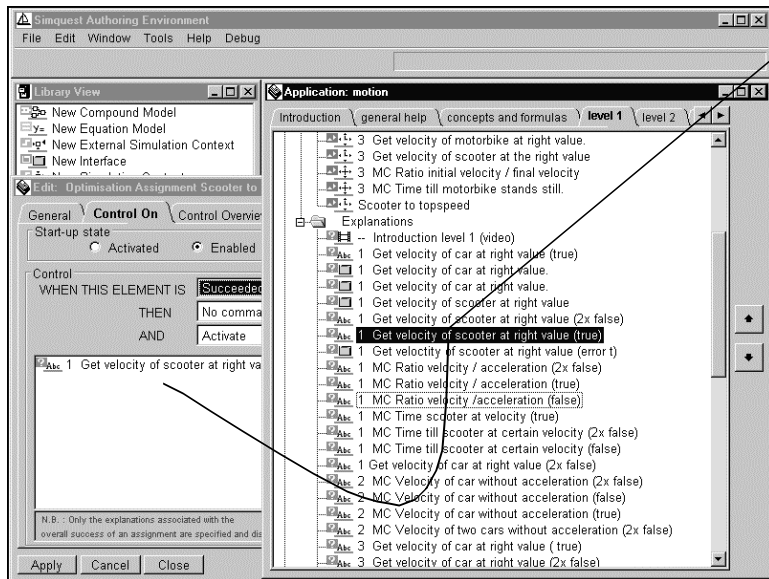 Simquest Authoring Environment
File Edit Window Tools Help Debug
Library View
New Compound Model
New Equation Model
New External Simulation Context
New Interface
Edit: Optimisation Assignment Scooter to
General Control On Control Overview
Start-up state
Activated Enabled
Control
WHEN THIS ELEMENT IS Succeeded
THEN No comma
AND Activate
1 Get velocity of scooter at right va
N.B. : Only the explanations associated with the
overall success of an assignment are specified and dis
Apply Cancel Close
Application: motion
Introduction general help concepts and formulas level 1 level 2
3 Get velocity of motorbike at right value.
3 Get velocity of scooter at the right value
3 MC Ratio initial velocity / final velocity
3 MC Time till motorbike stands still.
Scooter to topspeed
Explanations
-- Introduction level 1 (video)
1 Get velocity of car at right value (true)
1 Get velocity of car at right value.
1 Get velocity of car at right value.
1 Get velocity of scooter at right value
1 Get velocity of scooter at right value (2x false)
1 Get velocity of scooter at right value (true)
1 Get veloctity of scooter at right value (error t)
1 MC Ratio velocity / acceleration (2x false)
1 MC Ratio velocity / acceleration (true)
1 MC Ratio velocity /acceleration (false)
1 MC Time scooter at velocity (true)
1 MC Time till scooter at certain velocity (2x false)
1 MC Time till scooter at certain velocity (false)
1 Get velocity of car at right value (2x false)
2 MC Velocity of car without acceleration (2x false)
2 MC Velocity of car without acceleration (false)
2 MC Velocity of car without acceleration (true)
2 MC Velocity of two cars without acceleration (2x false)
3 Get velocity of car at right value ( true)
3 Get velocity of car at right value (2x false)